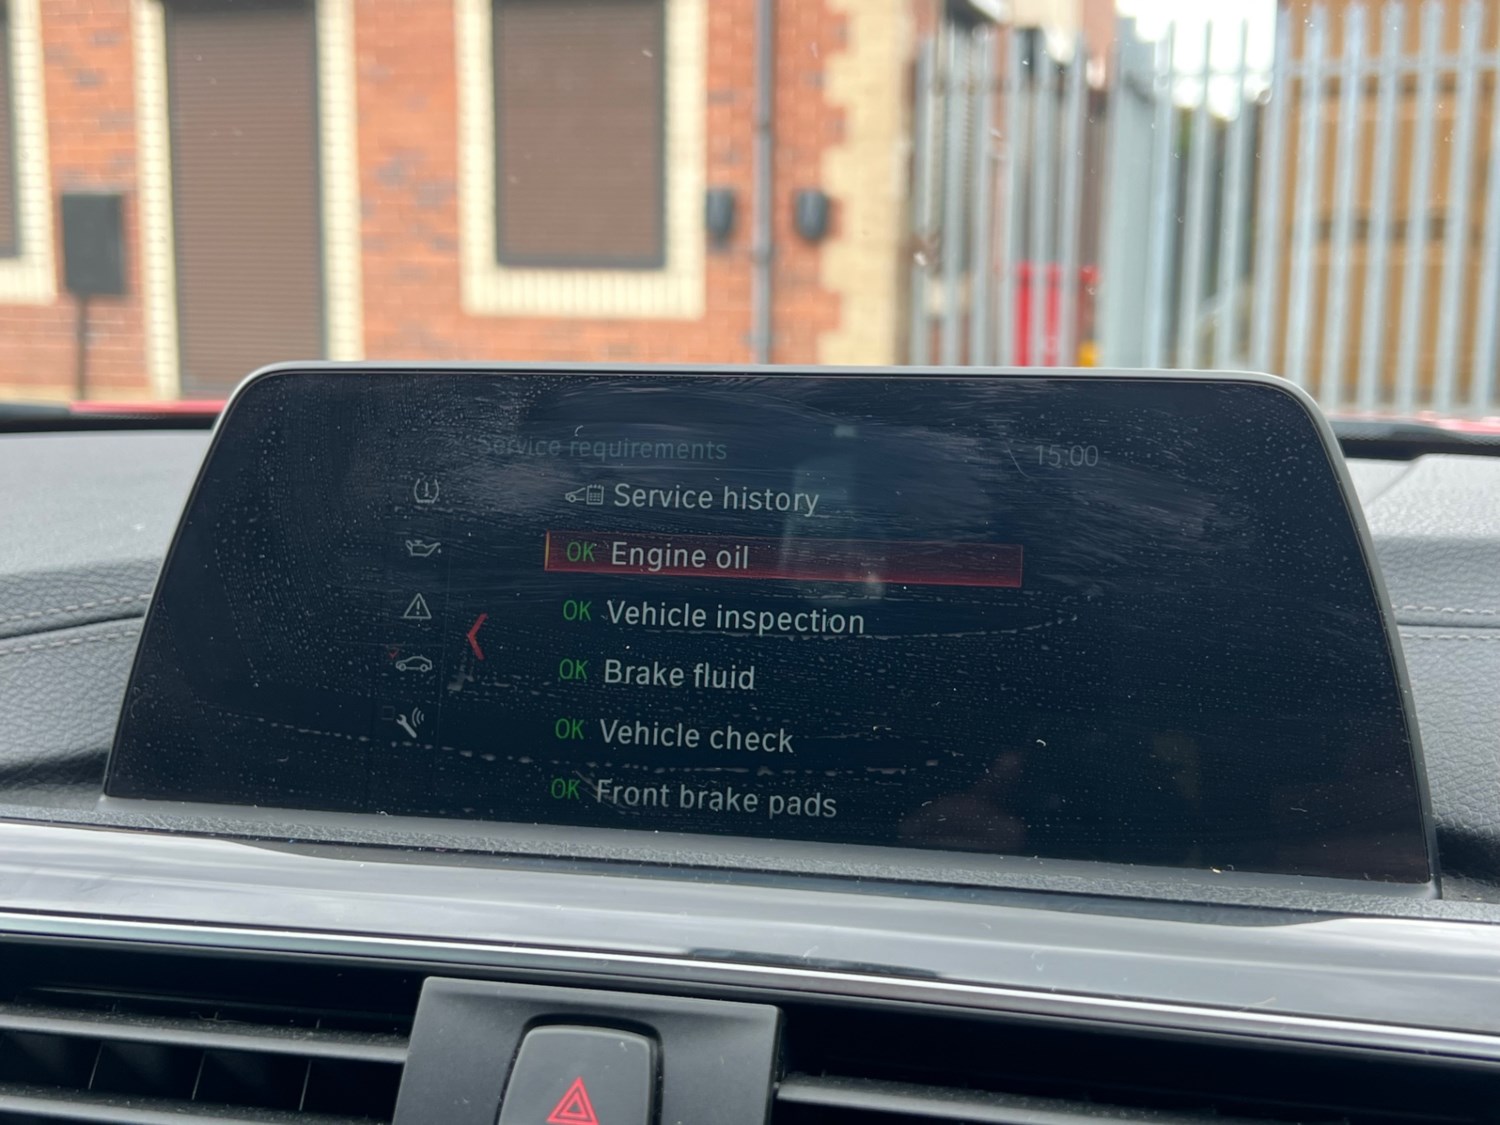 Service requirements
15:00
Service history
OK Engine oil
OK Vehicle inspection
OK Brake fluid
OK Vehicle check
OK Front brake pads